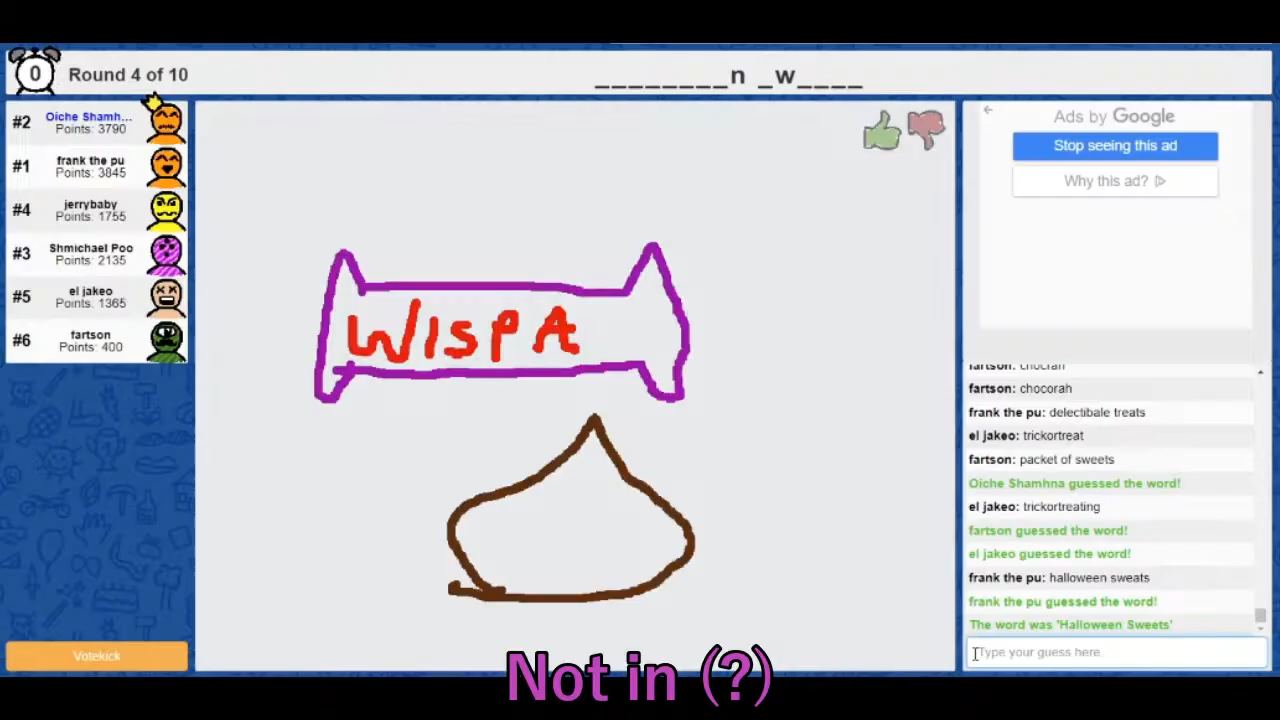 0
Round 4 of 10
________n _w____
#2 Oiche Shamh...
Points: 3790
#1 frank the pu
Points: 3845
#4 jerrybaby
Points: 1755
#3 Shmichael Poo
Points: 2135
#5 el jakeo
Points: 1365
#6 fartson
Points: 400
Votekick
WISPA
Ads by Google
Stop seeing this ad
Why this ad?
fartson: chocrah
fartson: chocorah
frank the pu: delectibale treats
el jakeo: trickortreat
fartson: packet of sweets
Oiche Shamhna guessed the word!
el jakeo: trickortreating
fartson guessed the word!
el jakeo guessed the word!
frank the pu: halloween sweats
frank the pu guessed the word!
The word was 'Halloween Sweets'
Type your guess here.
Not in (?)